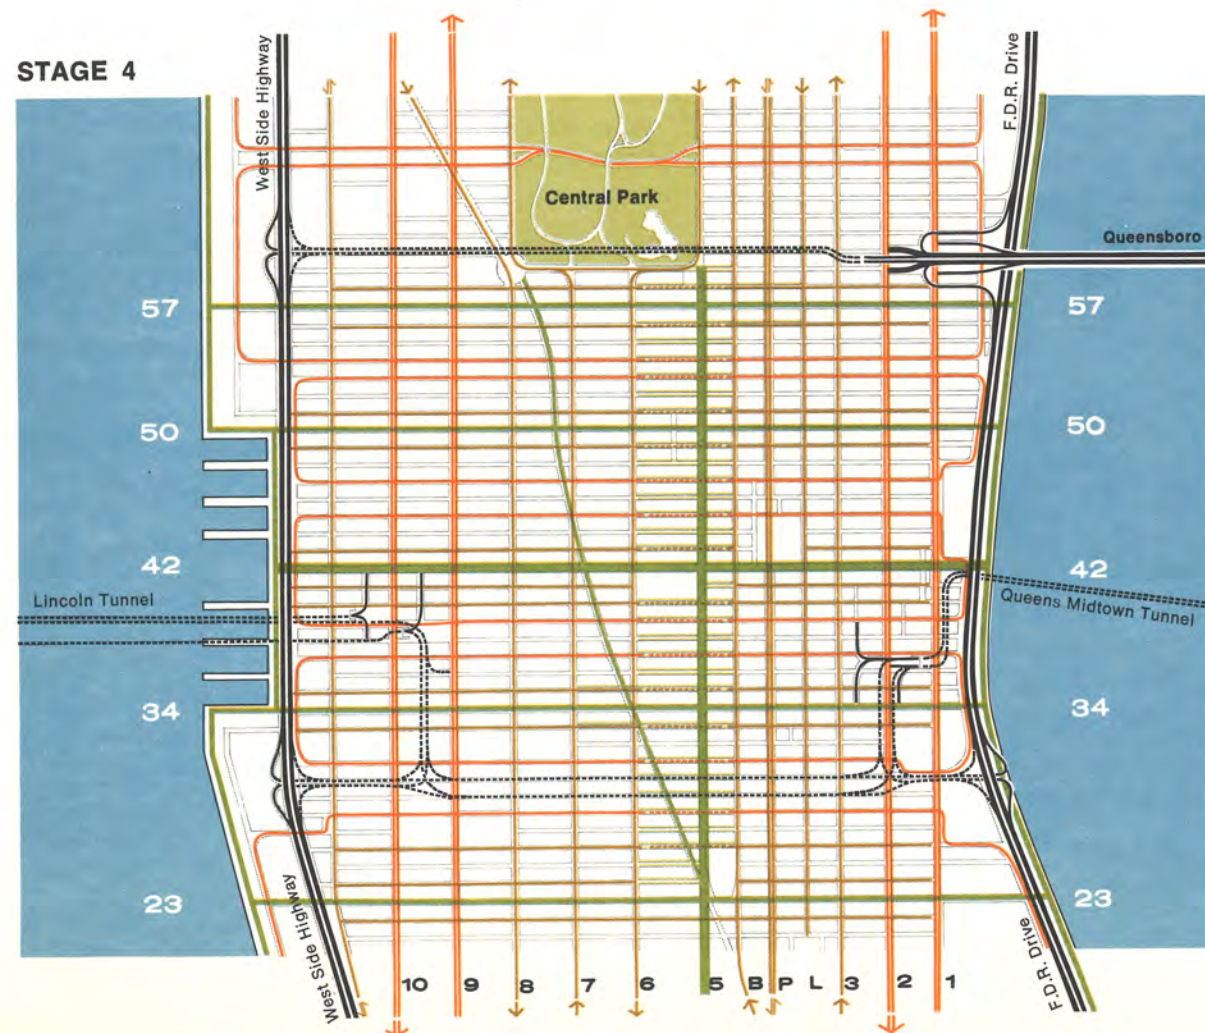 STAGE 4
West Side Highway
F.D.R. Drive
Central Park
Queensboro
57
57
50
50
42
42
Lincoln Tunnel
Queens Midtown Tunnel
34
34
23
23
West Side Highway
F.D.R. Drive
10 9 8 7 6 5 B P L 3 2 1